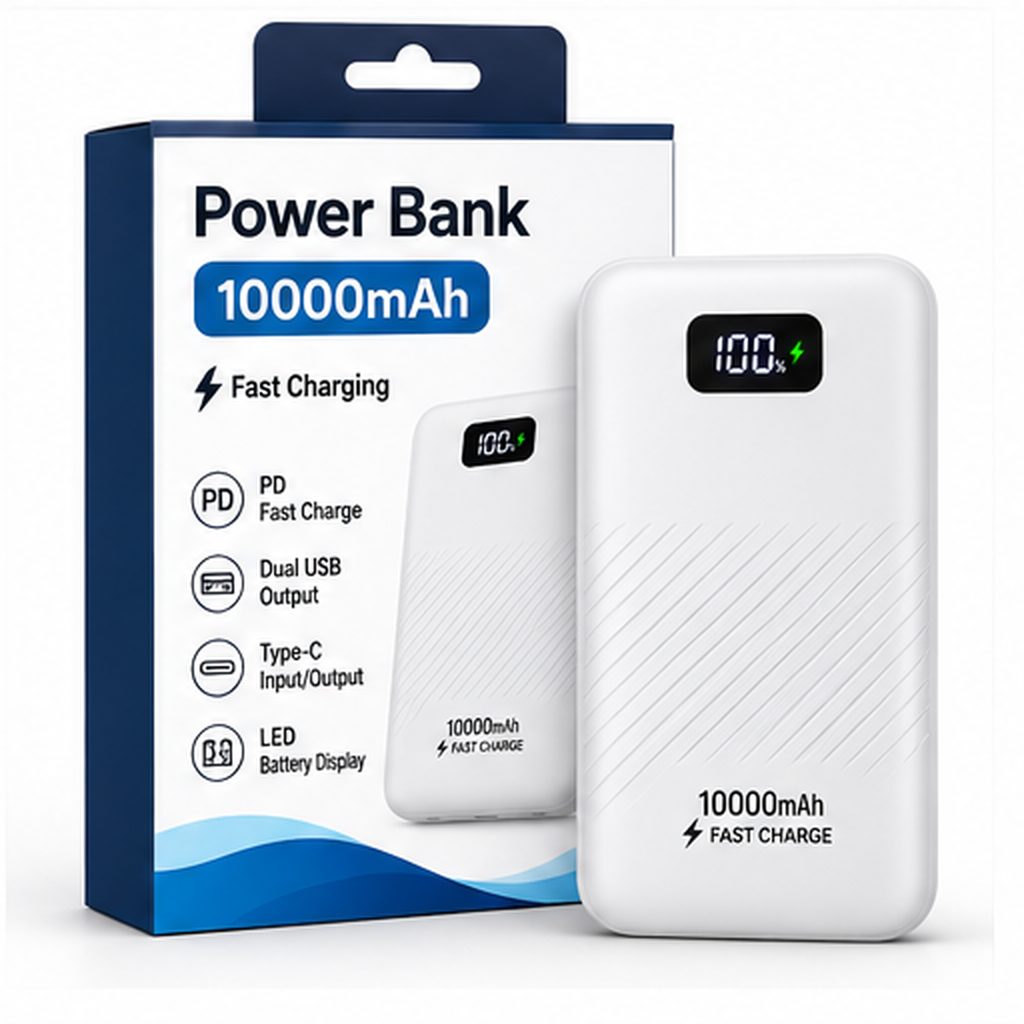 Power Bank
10000mAh
Fast Charging
PD
PD
Fast Charge
Dual USB
Output
Type-C
Input/Output
LED
Battery Display
100%
10000mAh
FAST CHARGE
100%
10000mAh
FAST CHARGE